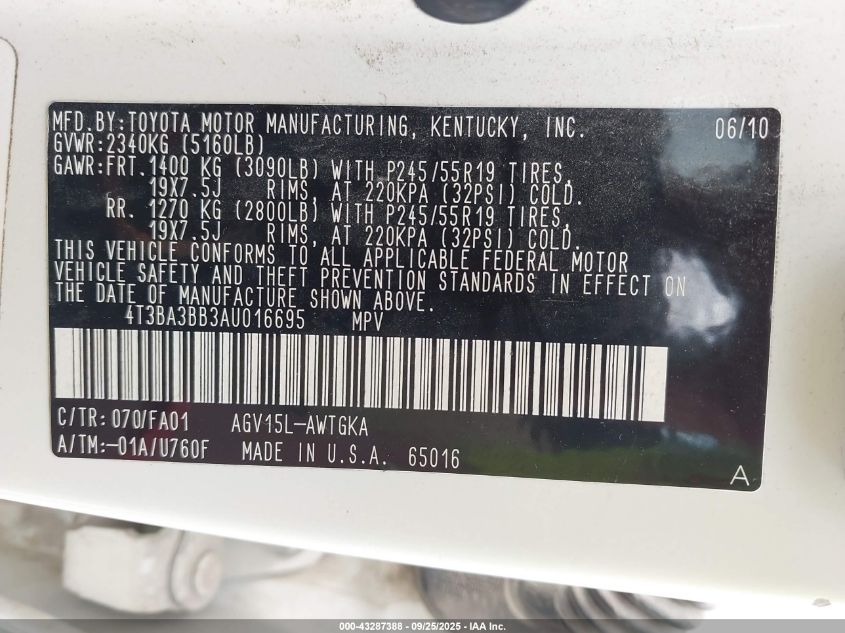 MFD.BY:TOYOTA MOTOR MANUFACTURING, KENTUCKY, INC. 06/10
GVWR:2340KG (5160LB)
GAWR:FRT.1400 KG (3090LB) WITH P245/55R19 TIRES,
19X7.5J RIMS, AT 220KPA (32PSI) COLD.
RR. 1270 KG (2800LB) WITH P245/55R19 TIRES,
19X7.5J RIMS, AT 220KPA (32PSI) COLD.
THIS VEHICLE CONFORMS TO ALL APPLICABLE FEDERAL MOTOR
VEHICLE SAFETY AND THEFT PREVENTION STANDARDS IN EFFECT ON
THE DATE OF MANUFACTURE SHOWN ABOVE.
4T3BA3BB3AU016695 MPV
C/TR: 070/FA01 AGV15L-AWTGKA
A/TM:-01A/U760F MADE IN U.S.A. 65016
A
000-43287388 - 09/25/2025 - IAA Inc.